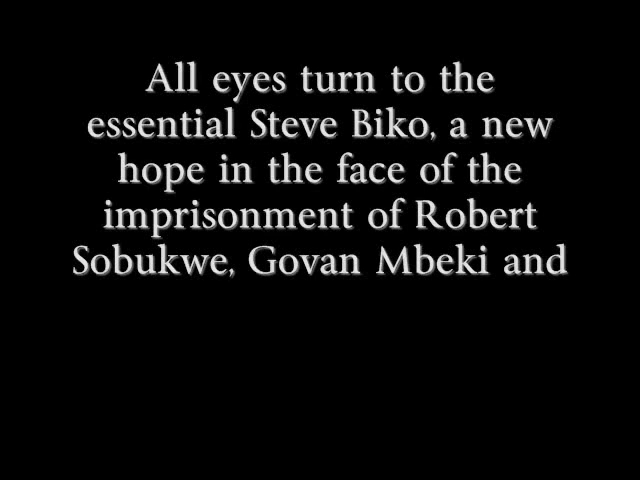 All eyes turn to the
essential Steve Biko, a new
hope in the face of the
imprisonment of Robert
Sobukwe, Govan Mbeki and